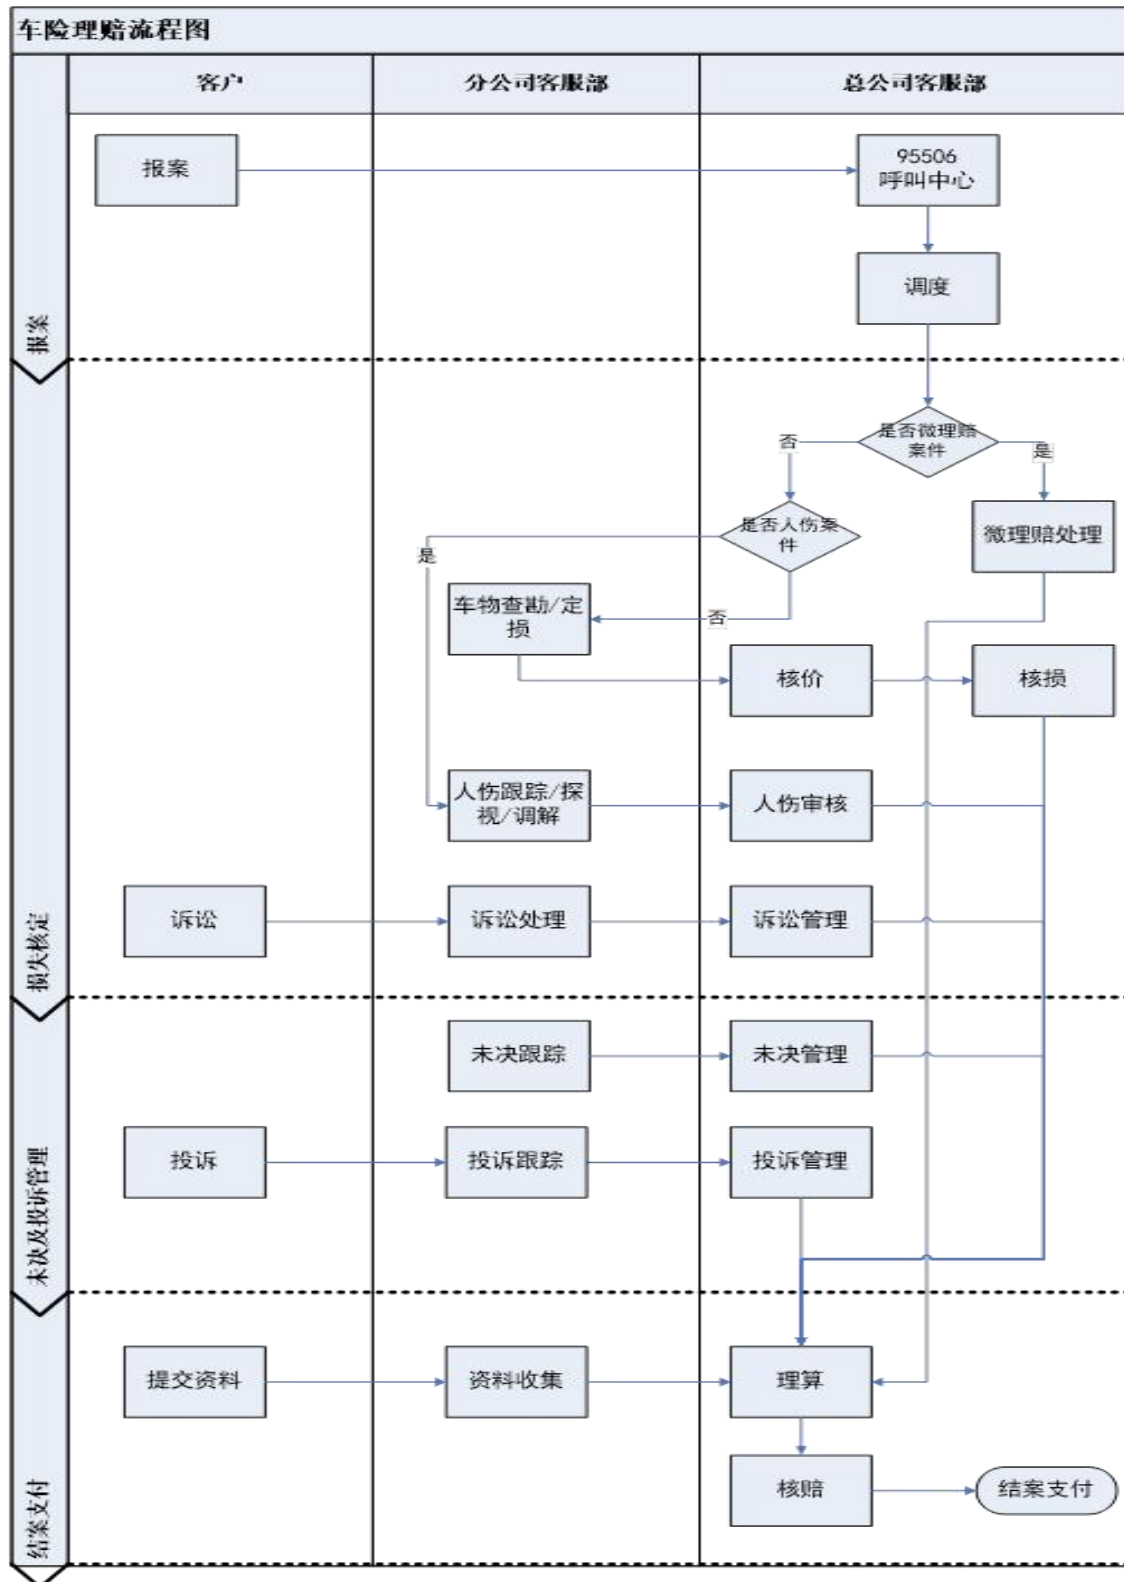 车险理赔流程图
客户
分公司客服部
总公司客服部
报案
报案
95506
呼叫中心
调度
损失核定
是否微理赔
案件
否
是
是否人伤案
件
微理赔处理
是
车物查勘/定
损
否
核价
核损
人伤跟踪/探
视/调解
人伤审核
诉讼
诉讼处理
诉讼管理
未决及投诉管理
未决跟踪
未决管理
投诉
投诉跟踪
投诉管理
结案支付
提交资料
资料收集
理算
核赔
结案支付